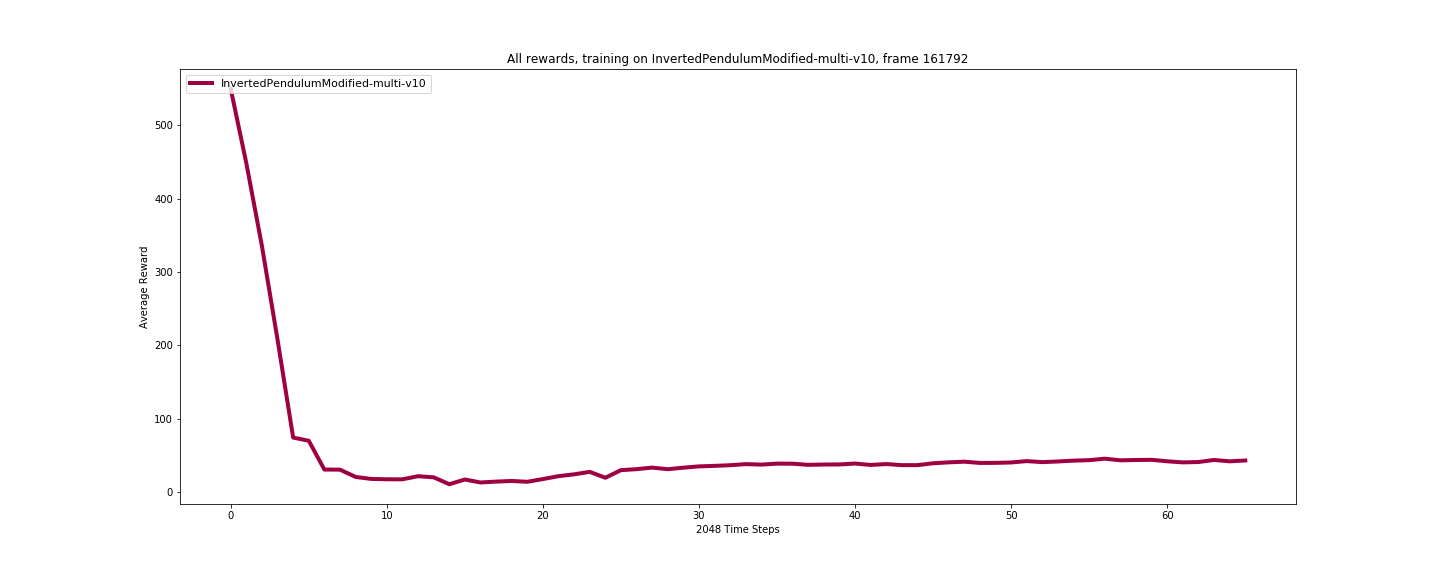 All rewards, training on InvertedPendulumModified-multi-v10, frame 161792
InvertedPendulumModified-multi-v10
500
400
300
200
100
0
Average Reward
0 10 20 30 40 50 60
2048 Time Steps